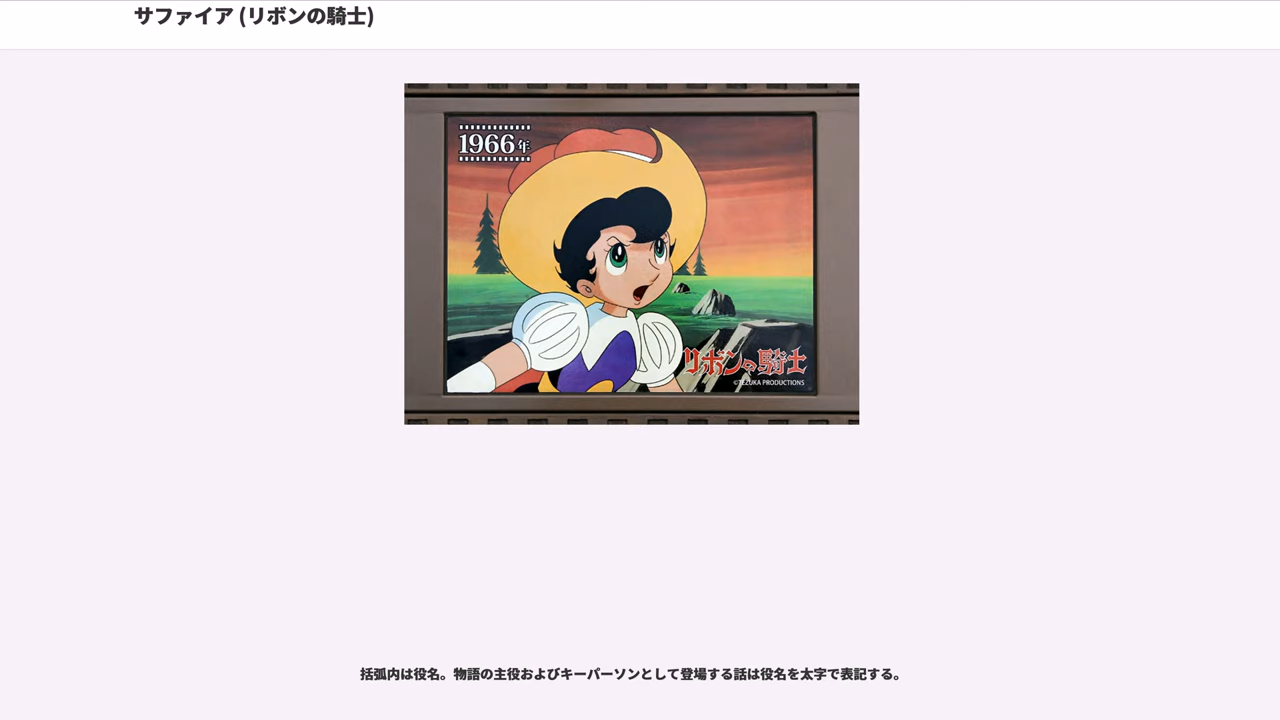 サファイア (リボンの騎士)
1966年
リボンの騎士
©TEZUKA PRODUCTIONS
括弧内は役名。物語の主役およびキーパーソンとして登場する話は役名を太字で表記する。